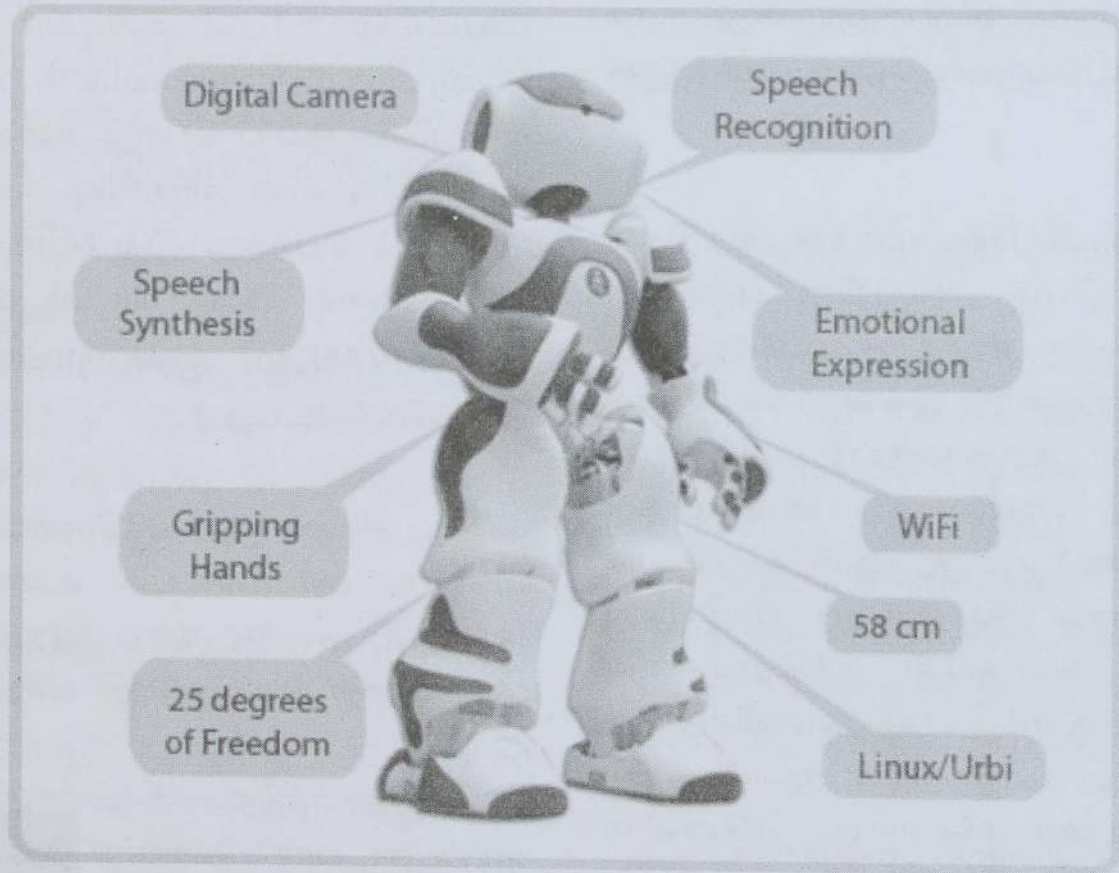 Digital Camera
Speech
Recognition
Speech
Synthesis
Emotional
Expression
Gripping
Hands
WiFi
58 cm
25 degrees
of Freedom
Linux/Urbi